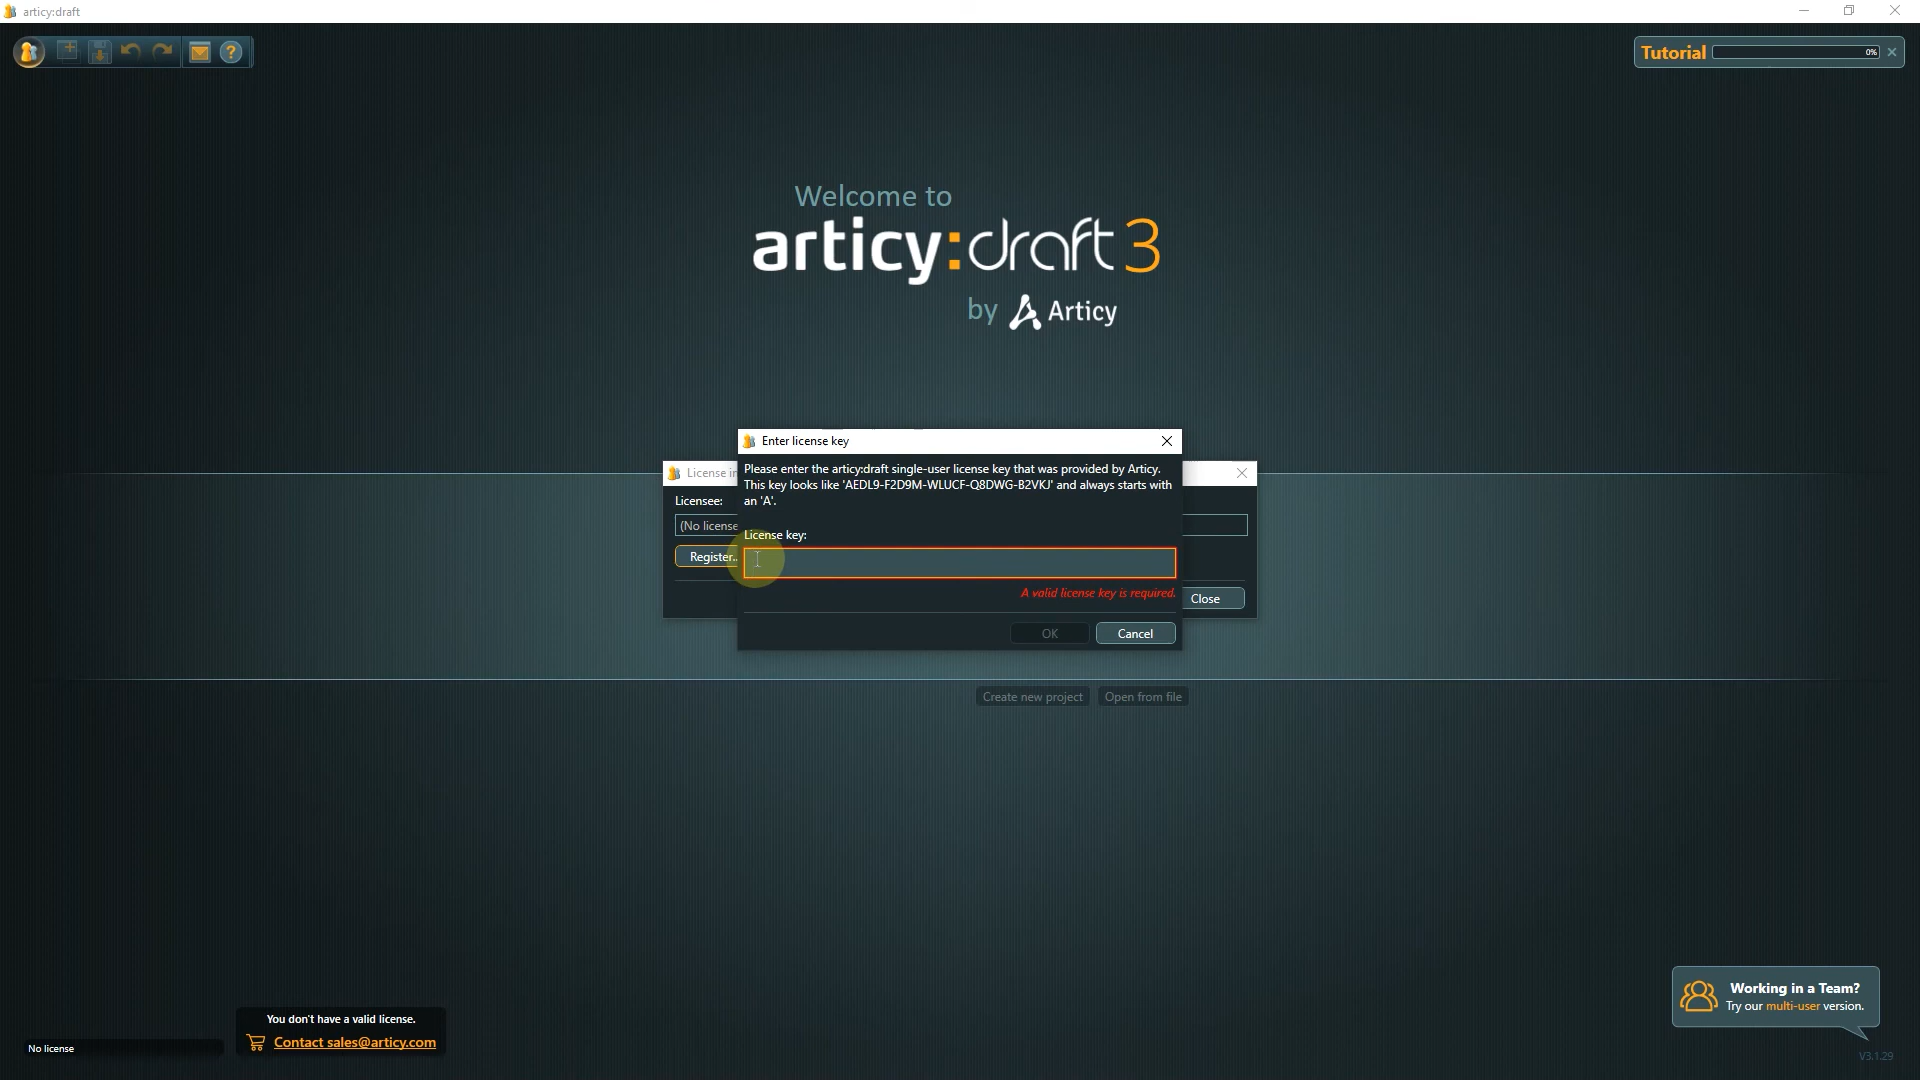 articy:draft
Tutorial
0%
Welcome to
articy:draft 3
by Articy
Enter license key
Please enter the articy:draft single-user license key that was provided by Articy.
This key looks like 'AEDL9-F2D9M-WLUCF-Q8DWG-B2VKJ' and always starts with
an 'A'.
License key:
A valid license key is required.
OK
Cancel
License in
Licensee:
(No license
Register..
Close
Create new project
Open from file
You don't have a valid license.
Contact sales@articy.com
No license
Working in a Team?
Try our multi-user version.
V3.1.29